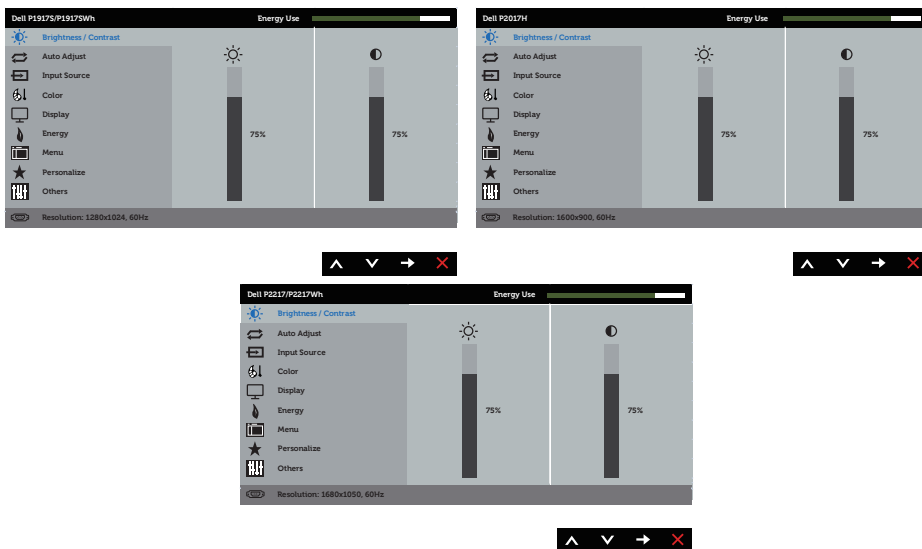 Dell P1917S/P1917SWh Energy Use
Brightness / Contrast
Auto Adjust
Input Source
Color
Display
Energy
75% 75%
Menu
Personalize
Others
Resolution: 1280x1024, 60Hz
Dell P2017H Energy Use
Brightness / Contrast
Auto Adjust
Input Source
Color
Display
Energy
75% 75%
Menu
Personalize
Others
Resolution: 1600x900, 60Hz
Dell P2217/P2217Wh Energy Use
Brightness / Contrast
Auto Adjust
Input Source
Color
Display
Energy
75% 75%
Menu
Personalize
Others
Resolution: 1680x1050, 60Hz